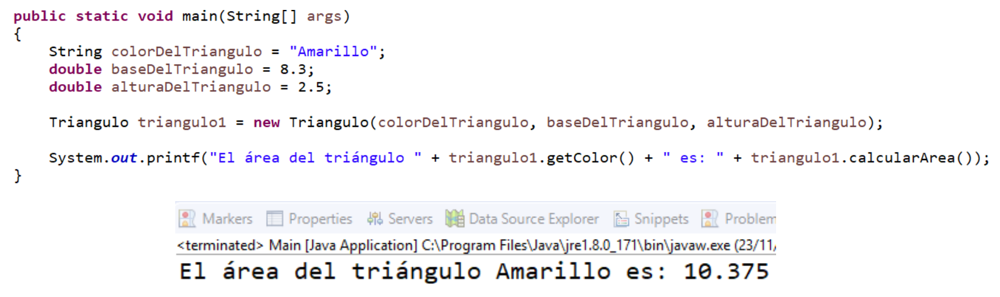 public static void main(String[] args)
{
String colorDelTriangulo = "Amarillo";
double baseDelTriangulo = 8.3;
double alturaDelTriangulo = 2.5;
Triangulo triangulo1 = new Triangulo(colorDelTriangulo, baseDelTriangulo, alturaDelTriangulo);
System.out.printf("El área del triángulo " + triangulo1.getColor() + " es: " + triangulo1.calcularArea());
}
Markers Properties Servers Data Source Explorer Snippets Problem
<terminated> Main [Java Application] C:\Program Files\Java\jre1.8.0_171\bin\javaw.exe (23/11/
El área del triángulo Amarillo es: 10.375